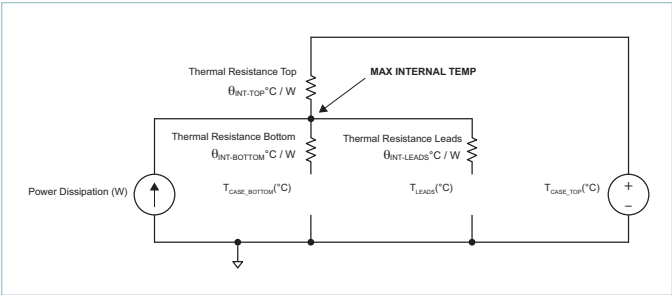 Thermal Resistance Top
θINT-TOP°C / W
MAX INTERNAL TEMP
Thermal Resistance Bottom
θINT-BOTTOM°C / W
Thermal Resistance Leads
θINT-LEADS°C / W
Power Dissipation (W)
TCASE_BOTTOM(°C)
TLEADS(°C)
TCASE_TOP(°C)
+
–